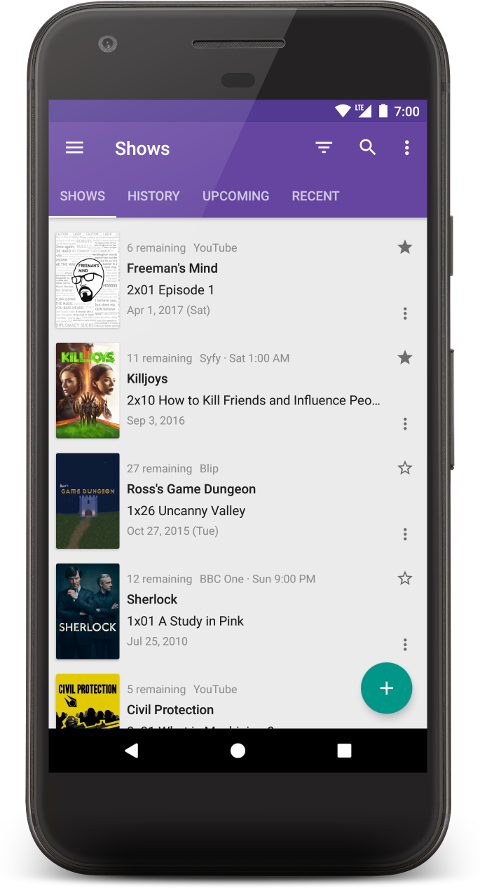 LTE 7:00
Shows
SHOWS HISTORY UPCOMING RECENT
6 remaining YouTube
FREEMAN'S MIND
Freeman's Mind
2x01 Episode 1
Apr 1, 2017 (Sat)
KILLJOYS
11 remaining Syfy · Sat 1:00 AM
Killjoys
2x10 How to Kill Friends and Influence Peo...
Sep 3, 2016
27 remaining Blip
Ross's GAME DUNGEON
Ross's Game Dungeon
1x26 Uncanny Valley
Oct 27, 2015 (Tue)
12 remaining BBC One · Sun 9:00 PM
SHERLOCK
Sherlock
1x01 A Study in Pink
Jul 25, 2010
CIVIL PROTECTION
5 remaining YouTube
Civil Protection